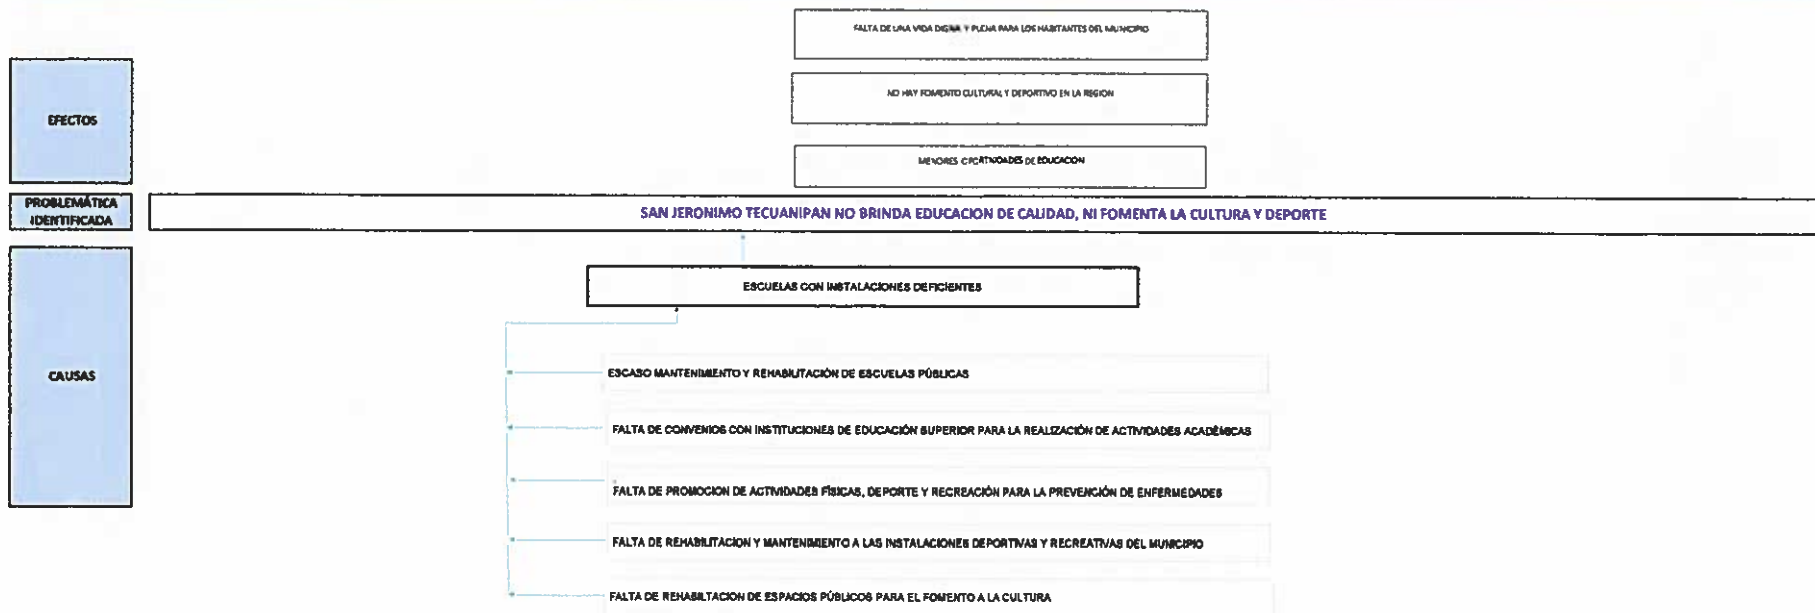 FALTA DE UNA VIDA DIGNA Y PLENA PARA LOS HABITANTES DEL MUNICIPIO
NO HAY FOMENTO CULTURAL Y DEPORTIVO EN LA REGION
MENORES OPORTNIDADES DE EDUCACION
EFECTOS
PROBLEMÁTICA
IDENTIFICADA
SAN JERONIMO TECUANIPAN NO BRINDA EDUCACION DE CALIDAD, NI FOMENTA LA CULTURA Y DEPORTE
ESCUELAS CON INSTALACIONES DEFICIENTES
CAUSAS
ESCASO MANTENIMIENTO Y REHABILITACIÓN DE ESCUELAS PÚBLICAS
FALTA DE CONVENIOS CON INSTITUCIONES DE EDUCACIÓN SUPERIOR PARA LA REALIZACIÓN DE ACTIVIDADES ACADÉMICAS
FALTA DE PROMOCION DE ACTIVIDADES FÍSICAS, DEPORTE Y RECREACIÓN PARA LA PREVENCIÓN DE ENFERMEDADES
FALTA DE REHABILITACION Y MANTENIMIENTO A LAS INSTALACIONES DEPORTIVAS Y RECREATIVAS DEL MUNICIPIO
FALTA DE REHABILTACION DE ESPACIOS PÚBLICOS PARA EL FOMENTO A LA CULTURA